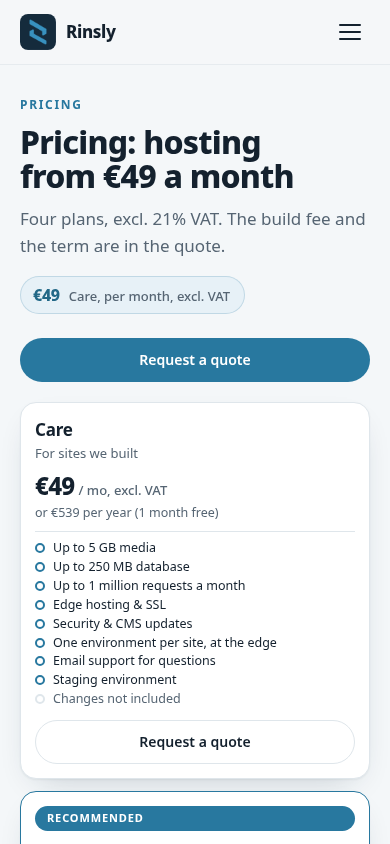 Rinsly
PRICING
Pricing: hosting
from €49 a month
Four plans, excl. 21% VAT. The build fee and
the term are in the quote.
€49 Care, per month, excl. VAT
Request a quote
Care
For sites we built
€49 / mo, excl. VAT
or €539 per year (1 month free)
Up to 5 GB media
Up to 250 MB database
Up to 1 million requests a month
Edge hosting & SSL
Security & CMS updates
One environment per site, at the edge
Email support for questions
Staging environment
Changes not included
Request a quote
RECOMMENDED